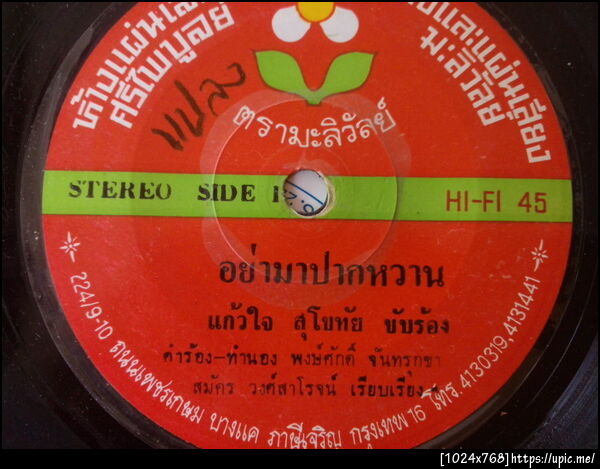 ห้างแผ่นเสียง
ศรีไพบูลย์
และแผ่นเสียง
มะลิวัลย์
แปลง
ตรามะลิวัลย์
STEREO SIDE 1
HI-FI 45
อย่ามาปากหวาน
แก้วใจ สุโขทัย ขับร้อง
คำร้อง-ทำนอง พงษ์ศักดิ์ จันทรุกขา
สมัคร วงศ์สาโรจน์ เรียบเรียง
224/9-10 ถนนเพชรเกษม บางแค ภาษีเจริญ กรุงเทพ 16 โทร. 4130319,4131441
[1024x768]https://upic.me/